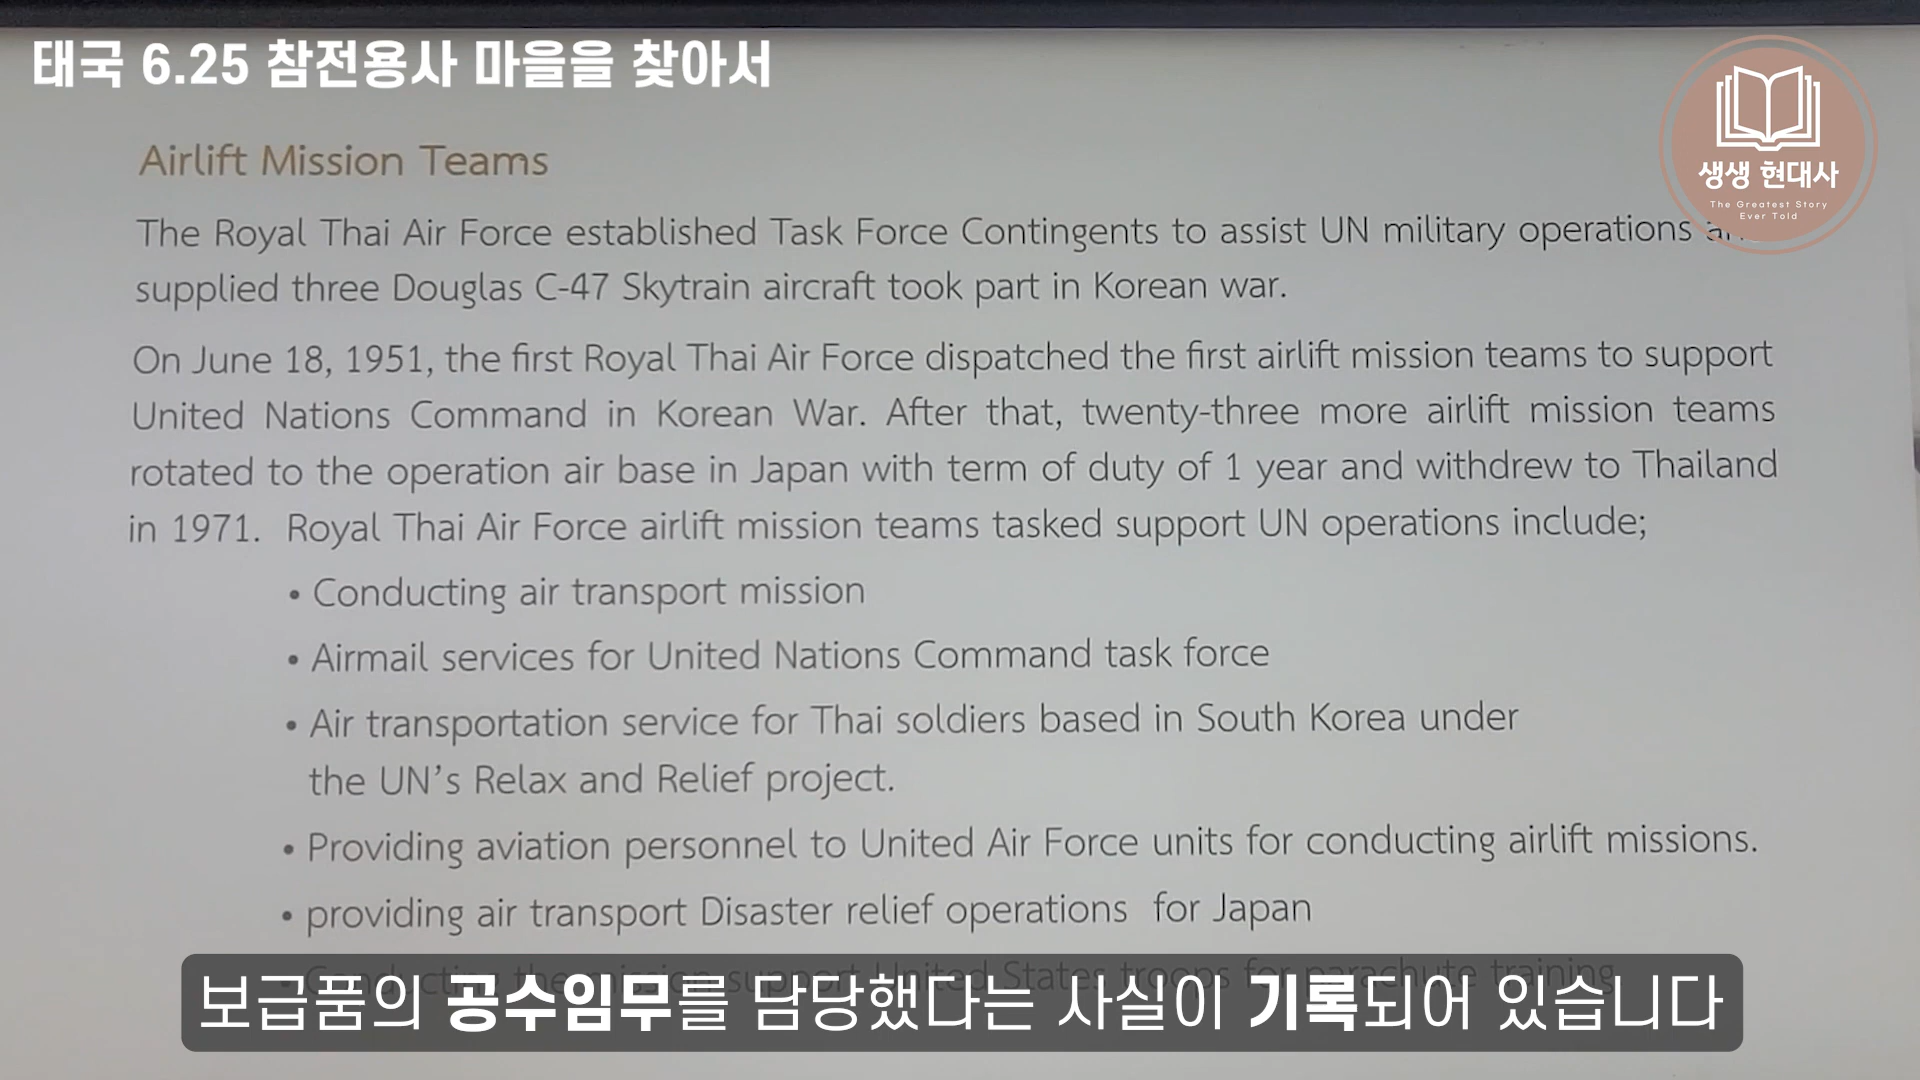 태국 6.25 참전용사 마을을 찾아서
생생 현대사
The Greatest Story
Ever Told
Airlift Mission Teams
The Royal Thai Air Force established Task Force Contingents to assist UN military operations
supplied three Douglas C-47 Skytrain aircraft took part in Korean war.
On June 18, 1951, the first Royal Thai Air Force dispatched the first airlift mission teams to support
United Nations Command in Korean War. After that, twenty-three more airlift mission teams
rotated to the operation air base in Japan with term of duty of 1 year and withdrew to Thailand
in 1971. Royal Thai Air Force airlift mission teams tasked support UN operations include;
• Conducting air transport mission
• Airmail services for United Nations Command task force
• Air transportation service for Thai soldiers based in South Korea under
the UN's Relax and Relief project.
• Providing aviation personnel to United Air Force units for conducting airlift missions.
• providing air transport Disaster relief operations for Japan
• Conducting the mission support United States troops for parachute training
보급품의 공수임무를 담당했다는 사실이 기록되어 있습니다